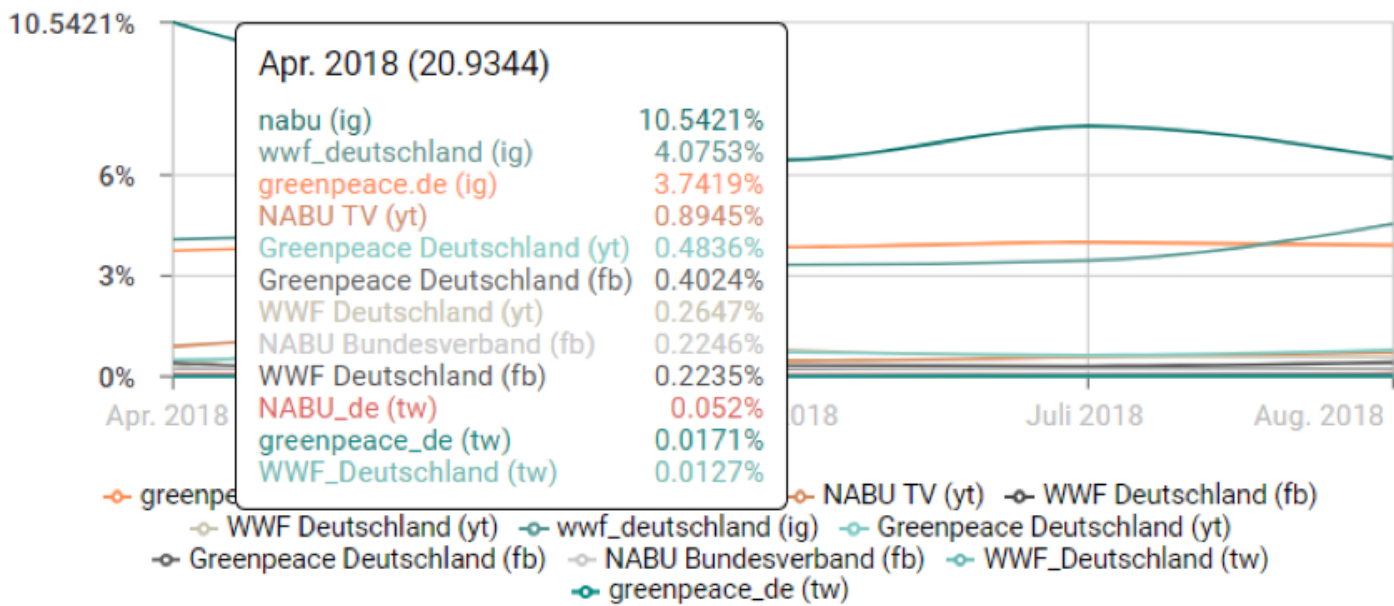 10.5421%
Apr. 2018 (20.9344)
nabu (ig) 10.5421%
wwf_deutschland (ig) 4.0753%
6%
greenpeace.de (ig) 3.7419%
NABU TV (yt) 0.8945%
Greenpeace Deutschland (yt) 0.4836%
3%
Greenpeace Deutschland (fb) 0.4024%
WWF Deutschland (yt) 0.2647%
NABU Bundesverband (fb) 0.2246%
0%
WWF Deutschland (fb) 0.2235%
NABU_de (tw) 0.052%
Apr. 2018 2018 Juli 2018 Aug. 2018
greenpeace_de (tw) 0.0171%
WWF_Deutschland (tw) 0.0127%
greenpe NABU TV (yt) WWF Deutschland (fb)
WWF Deutschland (yt) wwf_deutschland (ig) Greenpeace Deutschland (yt)
Greenpeace Deutschland (fb) NABU Bundesverband (fb) WWF_Deutschland (tw)
greenpeace_de (tw)